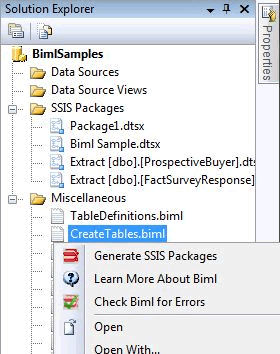 Solution Explorer
Properties
BimlSamples
Data Sources
Data Source Views
SSIS Packages
Package1.dtsx
Biml Sample.dtsx
Extract [dbo].[ProspectiveBuyer].dts
Extract [dbo].[FactSurveyResponse]
Miscellaneous
TableDefinitions.biml
CreateTables.biml
Generate SSIS Packages
Learn More About Biml
Check Biml for Errors
Open
Open With...